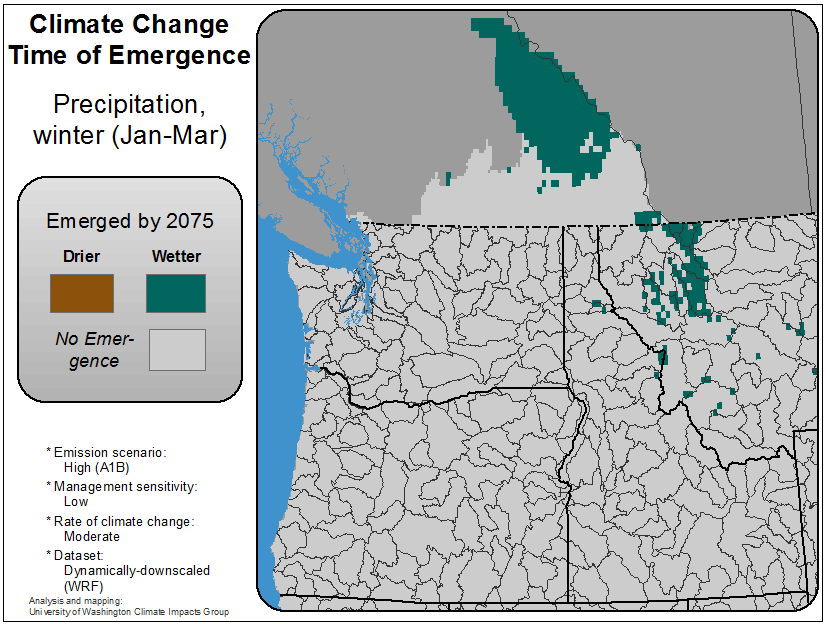 Climate Change
Time of Emergence
Precipitation,
winter (Jan-Mar)
Emerged by 2075
Drier Wetter
No Emer-
gence
* Emission scenario:
High (A1B)
* Management sensitivity:
Low
* Rate of climate change:
Moderate
* Dataset:
Dynamically-downscaled
(WRF)
Analysis and mapping:
University of Washington Climate Impacts Group